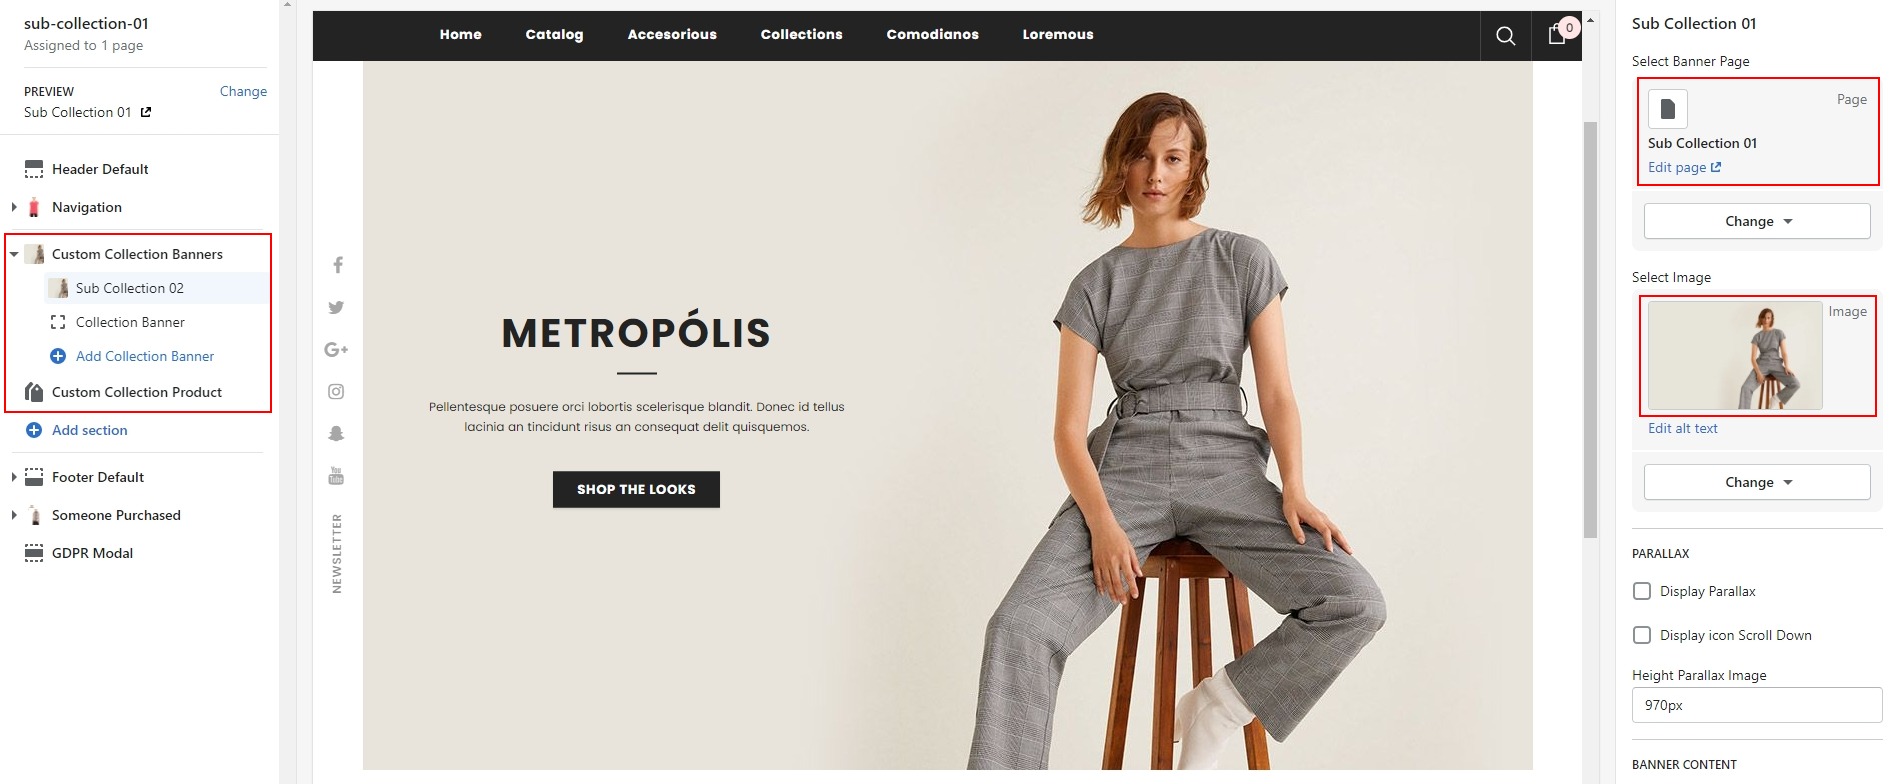 sub-collection-01
Assigned to 1 page
PREVIEW
Change
Sub Collection 01
Header Default
Navigation
Custom Collection Banners
Sub Collection 02
Collection Banner
Add Collection Banner
Custom Collection Product
Add section
Footer Default
Someone Purchased
GDPR Modal
Home
Catalog
Accesorious
Collections
Comodianos
Loremous
0
G+
You
Tube
NEWSLETTER
METROPÓLIS
Pellentesque posuere orci lobortis scelerisque blandit. Donec id tellus
lacinia an tincidunt risus an consequat delit quisquemos.
SHOP THE LOOKS
Sub Collection 01
Select Banner Page
Page
Sub Collection 01
Edit page
Change
Select Image
Image
Edit alt text
Change
PARALLAX
Display Parallax
Display icon Scroll Down
Height Parallax Image
970px
BANNER CONTENT